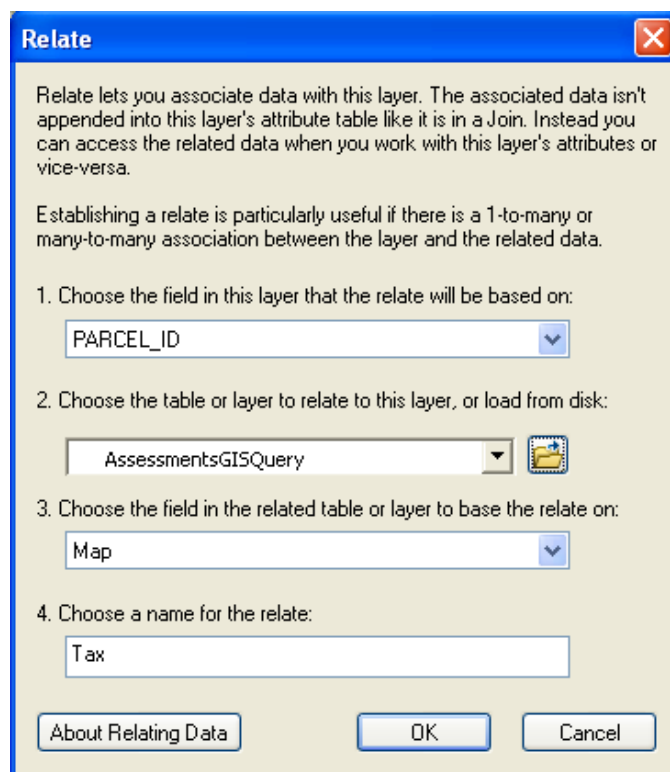 Relate
Relate lets you associate data with this layer. The associated data isn't
appended into this layer's attribute table like it is in a Join. Instead you
can access the related data when you work with this layer's attributes or
vice-versa.
Establishing a relate is particularly useful if there is a 1-to-many or
many-to-many association between the layer and the related data.
1. Choose the field in this layer that the relate will be based on:
PARCEL_ID
2. Choose the table or layer to relate to this layer, or load from disk:
AssessmentsGISQuery
3. Choose the field in the related table or layer to base the relate on:
Map
4. Choose a name for the relate:
Tax
About Relating Data OK Cancel